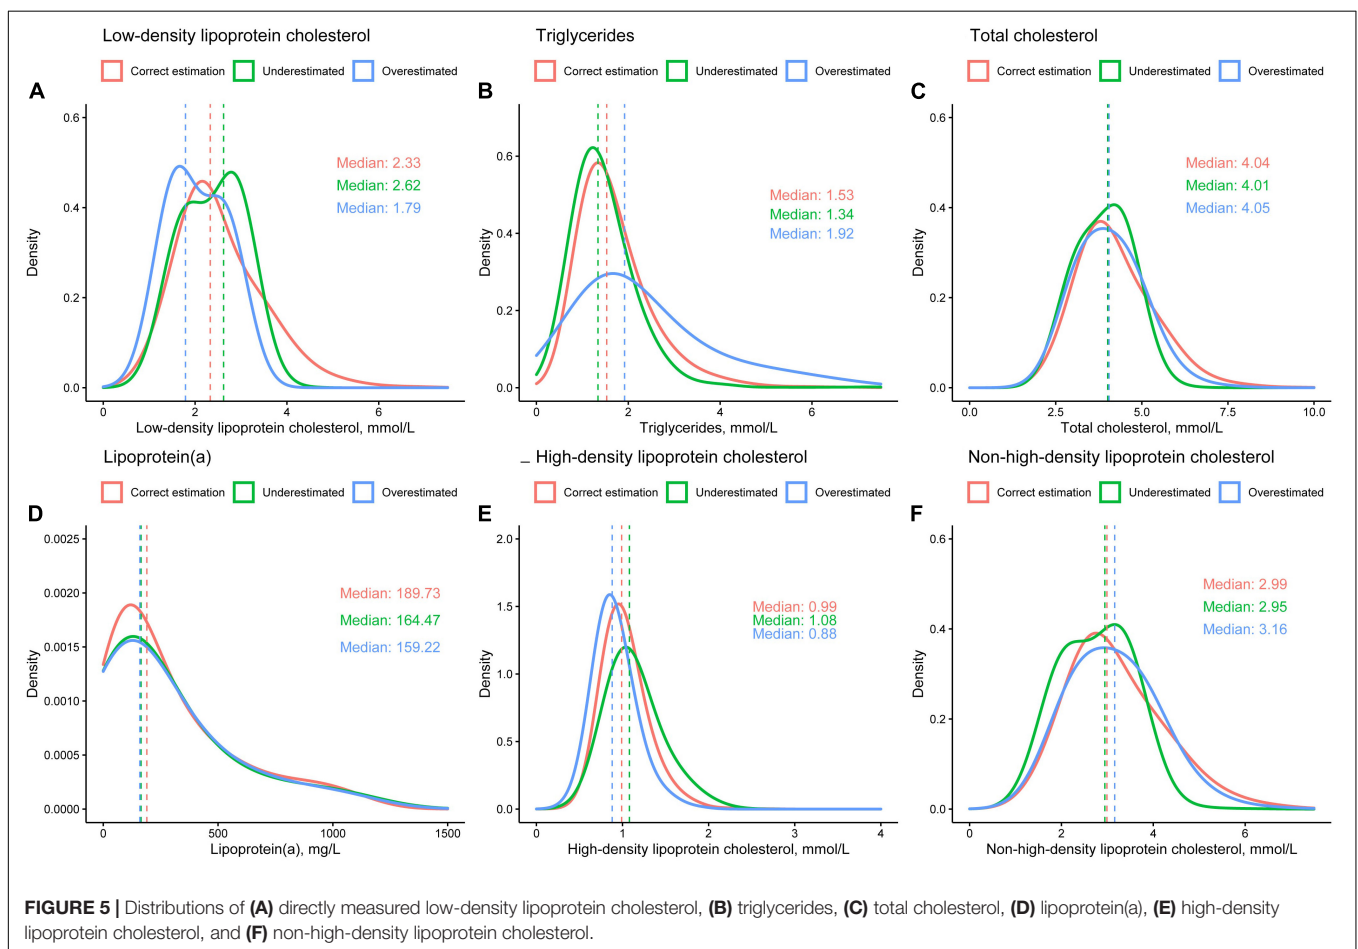 Low-density lipoprotein cholesterol
Correct estimation Underestimated Overestimated
A
0.6
0.4
0.2
0.0
Density
Median: 2.33
Median: 2.62
Median: 1.79
0 2 4 6
Low-density lipoprotein cholesterol, mmol/L
Triglycerides
Correct estimation Underestimated Overestimated
B
0.6
0.4
0.2
0.0
Density
Median: 1.53
Median: 1.34
Median: 1.92
0 2 4 6
Triglycerides, mmol/L
Total cholesterol
Correct estimation Underestimated Overestimated
C
0.6
0.4
0.2
0.0
Density
Median: 4.04
Median: 4.01
Median: 4.05
0.0 2.5 5.0 7.5 10.0
Total cholesterol, mmol/L
Lipoprotein(a)
Correct estimation Underestimated Overestimated
D
0.0025
0.0020
0.0015
0.0010
0.0005
0.0000
Density
Median: 189.73
Median: 164.47
Median: 159.22
0 500 1000 1500
Lipoprotein(a), mg/L
_ High-density lipoprotein cholesterol
Correct estimation Underestimated Overestimated
E
2.0
1.5
1.0
0.5
0.0
Density
Median: 0.99
Median: 1.08
Median: 0.88
0 1 2 3 4
High-density lipoprotein cholesterol, mmol/L
Non-high-density lipoprotein cholesterol
Correct estimation Underestimated Overestimated
F
0.6
0.4
0.2
0.0
Density
Median: 2.99
Median: 2.95
Median: 3.16
0 2 4 6
Non-high-density lipoprotein cholesterol, mmol/L
FIGURE 5 | Distributions of (A) directly measured low-density lipoprotein cholesterol, (B) triglycerides, (C) total cholesterol, (D) lipoprotein(a), (E) high-density
lipoprotein cholesterol, and (F) non-high-density lipoprotein cholesterol.